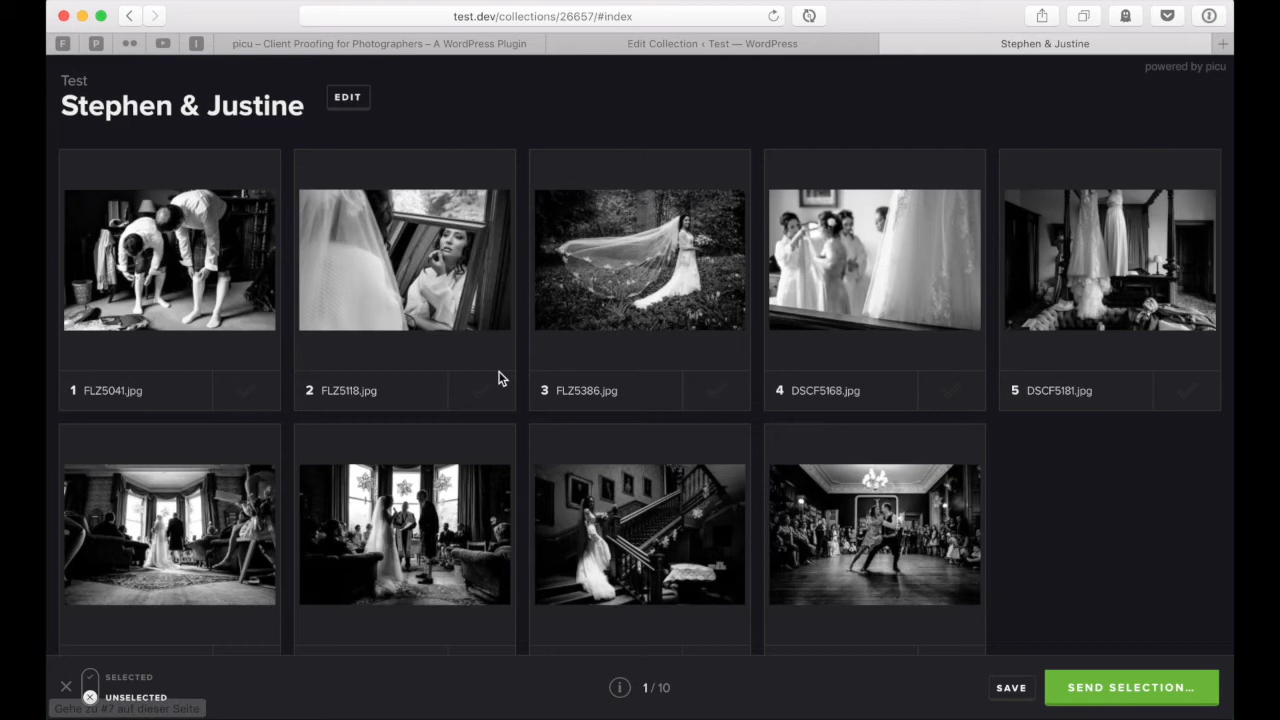 test.dev/collections/26657/#index
F
P
I
picu – Client Proofing for Photographers – A WordPress Plugin
Edit Collection ‹ Test — WordPress
Stephen & Justine
powered by picu
Test
Stephen & Justine
EDIT
1 FLZ5041.jpg
2 FLZ5118.jpg
3 FLZ5386.jpg
4 DSCF5168.jpg
5 DSCF5181.jpg
SELECTED
UNSELECTED
1 / 10
SAVE
SEND SELECTION…
Gehe zu #7 auf dieser Seite